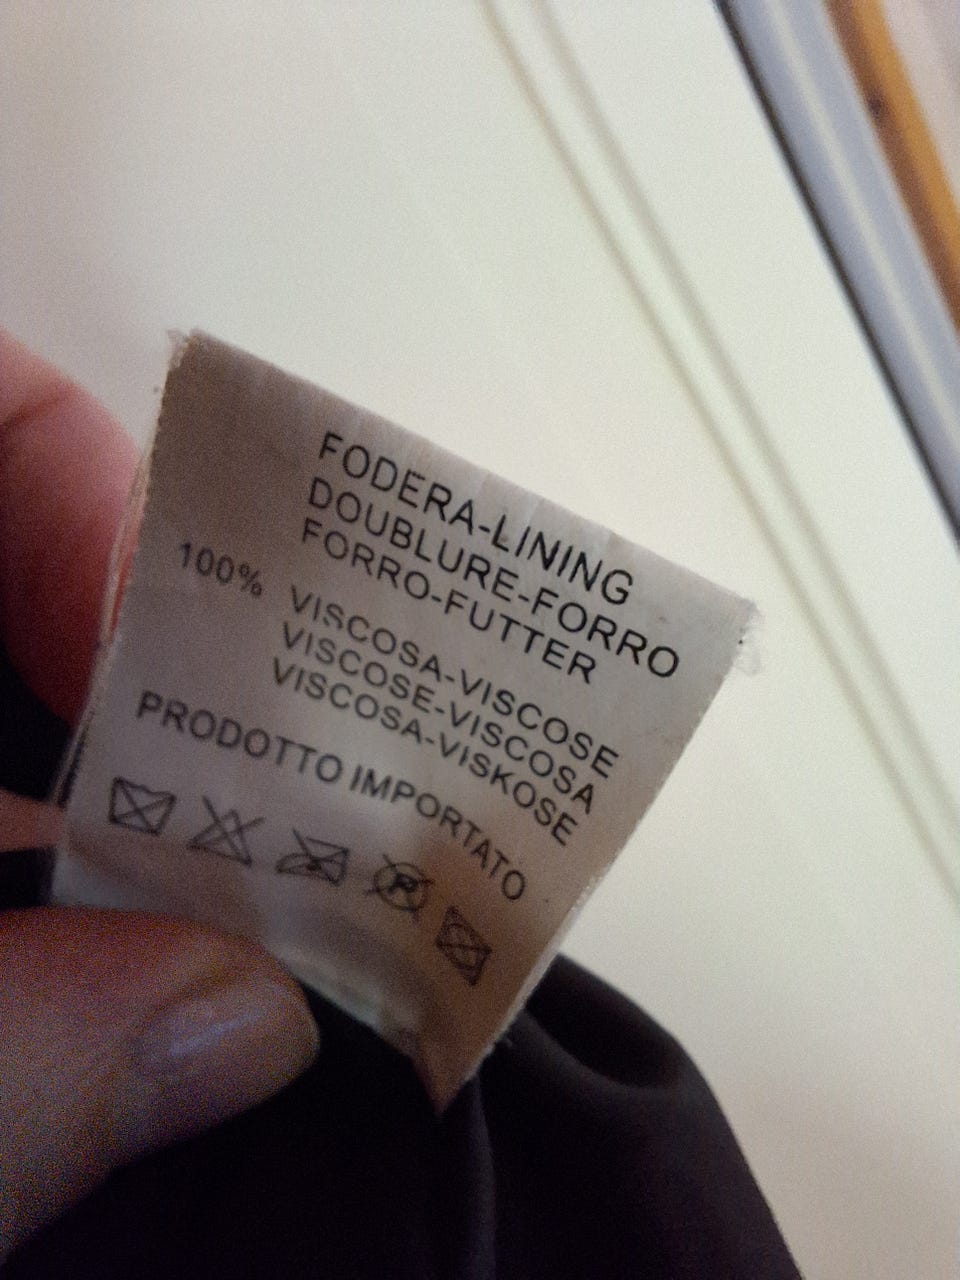 FODERA-LINING
DOUBLURE-FORRO
FORRO-FUTTER
100% VISCOSA-VISCOSE
VISCOSE-VISCOSA
VISCOSA-VISKOSE
PRODOTTO IMPORTATO
P